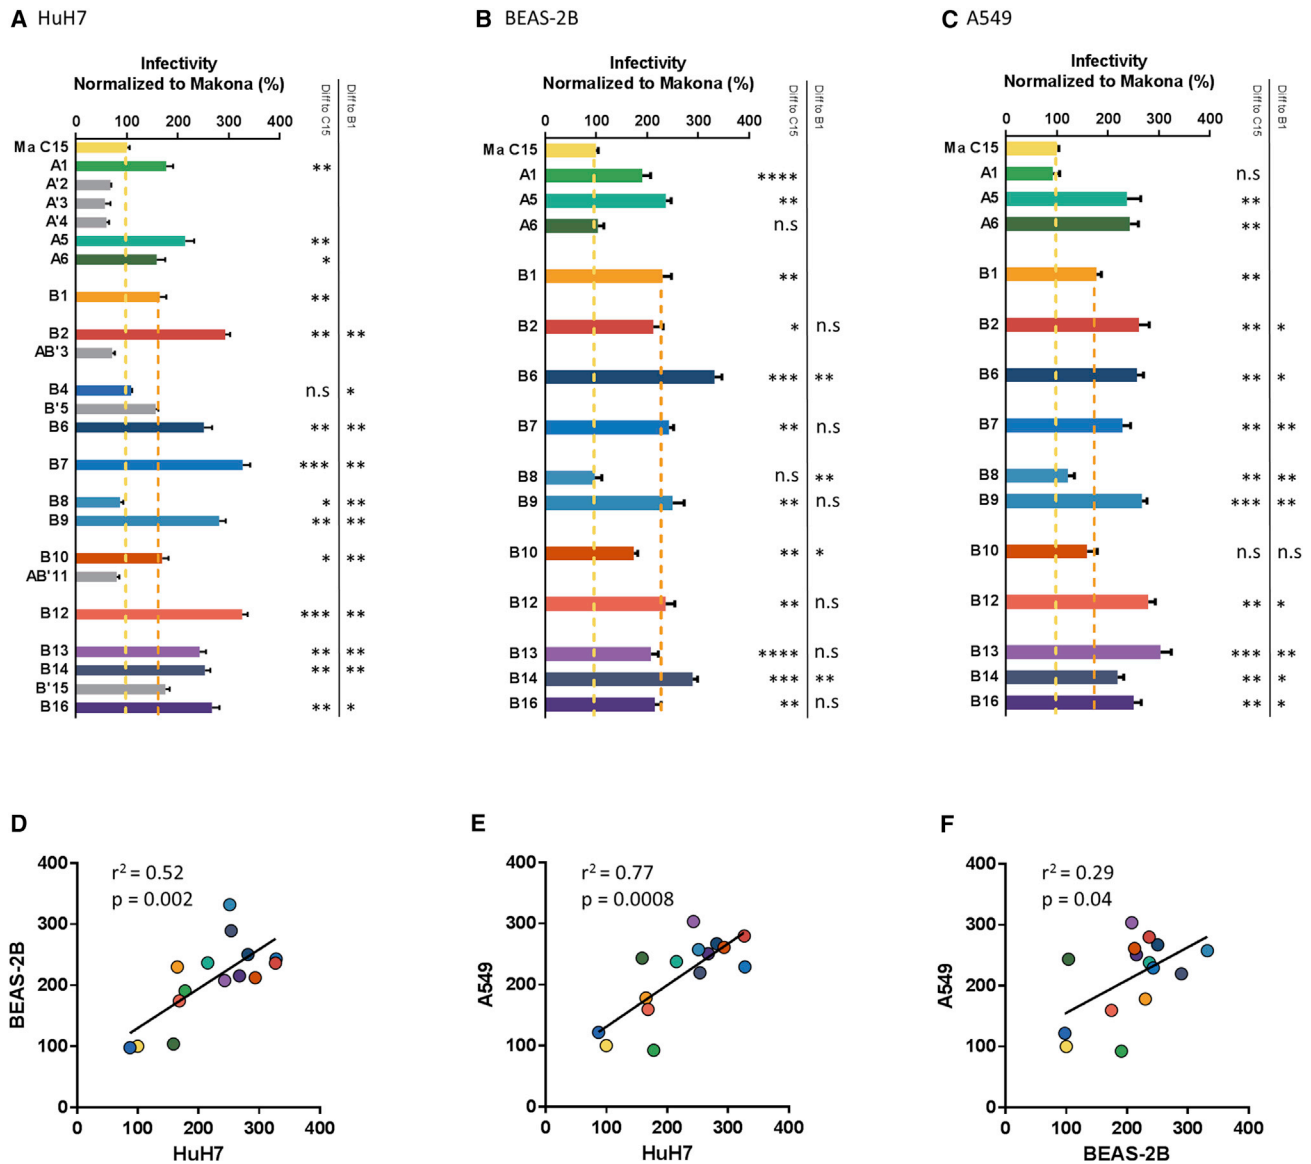 A HuH7
Infectivity
Normalized to Makona (%)
Diff to C15
Diff to B1
0 100 200 300 400
Ma C15
A1 **
A'2
A'3
A'4
A5 **
A6 *
B1 **
B2 ** **
AB'3
B4 n.s *
B'5
B6 ** **
B7 *** **
B8 * **
B9 ** **
B10 * **
AB'11
B12 *** **
B13 ** **
B14 ** **
B'15
B16 ** *
B BEAS-2B
Infectivity
Normalized to Makona (%)
Diff to C15
Diff to B1
0 100 200 300 400
Ma C15
A1 ****
A5 **
A6 n.s
B1 **
B2 * n.s
B6 *** **
B7 ** n.s
B8 n.s **
B9 ** n.s
B10 ** *
B12 ** n.s
B13 **** n.s
B14 *** **
B16 ** n.s
C A549
Infectivity
Normalized to Makona (%)
Diff to C15
Diff to B1
0 100 200 300 400
Ma C15
A1 n.s
A5 **
A6 **
B1 **
B2 ** *
B6 ** *
B7 ** **
B8 ** **
B9 *** **
B10 n.s n.s
B12 ** *
B13 *** **
B14 ** *
B16 ** *
D
r² = 0.52
p = 0.002
BEAS-2B
400
300
200
100
0
0 100 200 300 400
HuH7
E
r² = 0.77
p = 0.0008
A549
400
300
200
100
0
0 100 200 300 400
HuH7
F
r² = 0.29
p = 0.04
A549
400
300
200
100
0
0 100 200 300 400
BEAS-2B